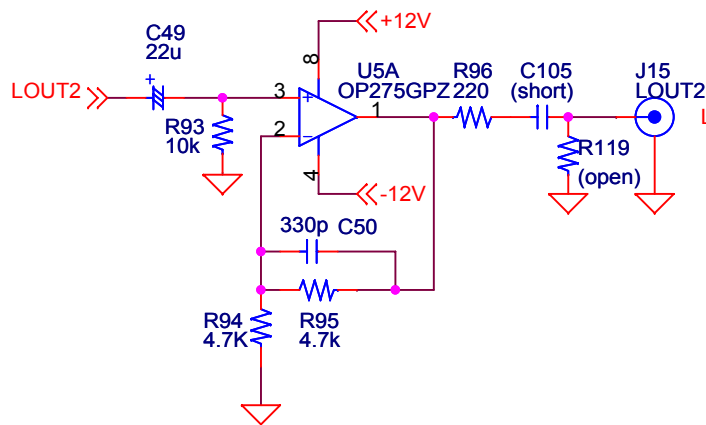 C49
22u
+12V
8
U5A
OP275GPZ
R96
220
C105
(short)
J15
LOUT2
LOUT2
+
3
+
1
L
R93
10k
2
−
R119
(open)
4
-12V
330p
C50
R94
4.7K
R95
4.7k